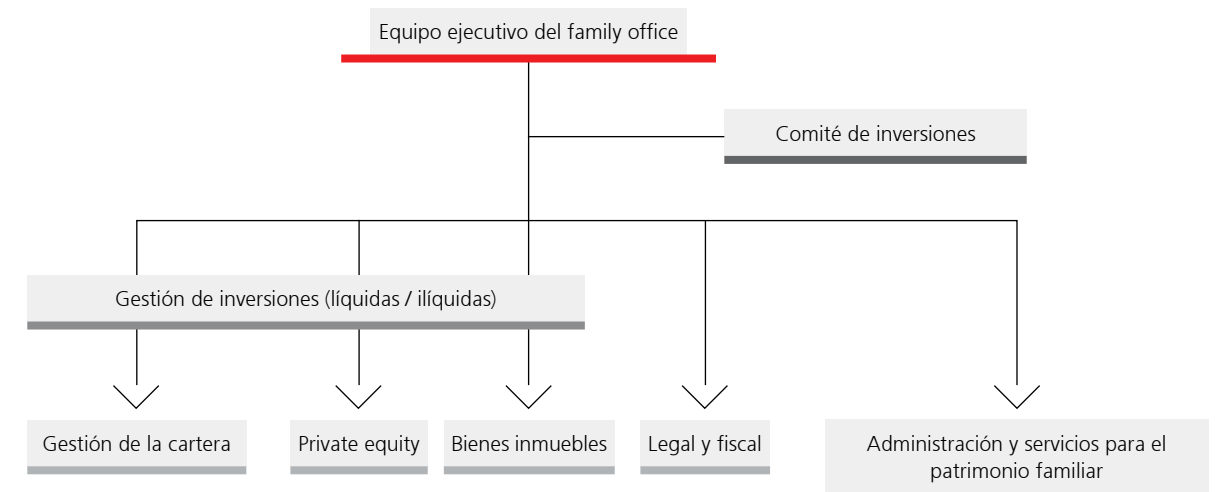 Equipo ejecutivo del family office
Comité de inversiones
Gestión de inversiones (líquidas / ilíquidas)
Gestión de la cartera
Private equity
Bienes inmuebles
Legal y fiscal
Administración y servicios para el
patrimonio familiar